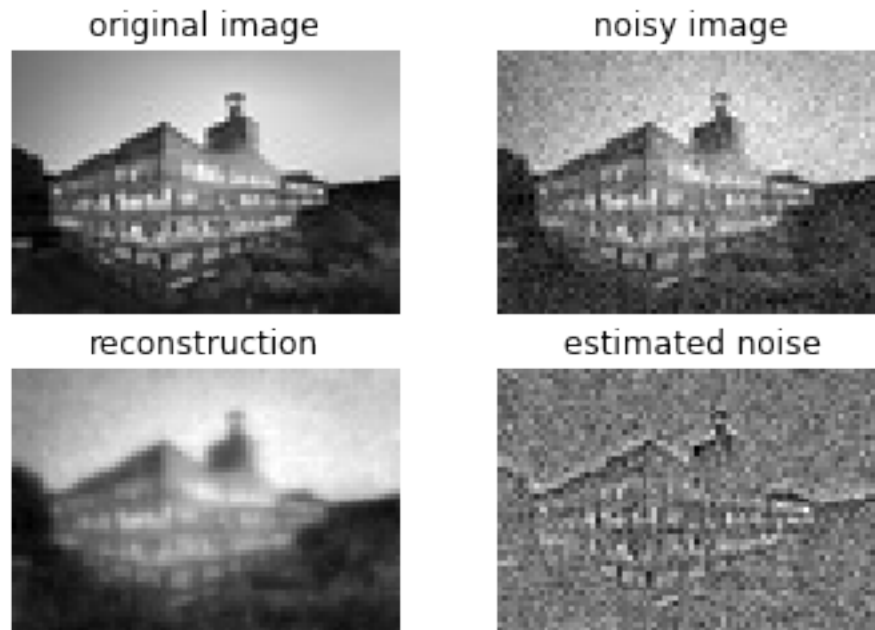 original image
noisy image
reconstruction
estimated noise